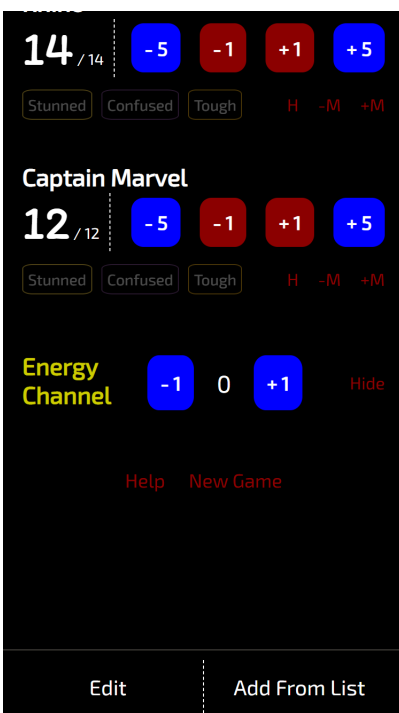 14 / 14 -5 -1 +1 +5
Stunned Confused Tough H -M +M
Captain Marvel
12 / 12 -5 -1 +1 +5
Stunned Confused Tough H -M +M
Energy
Channel
-1 0 +1 Hide
Help New Game
Edit Add From List